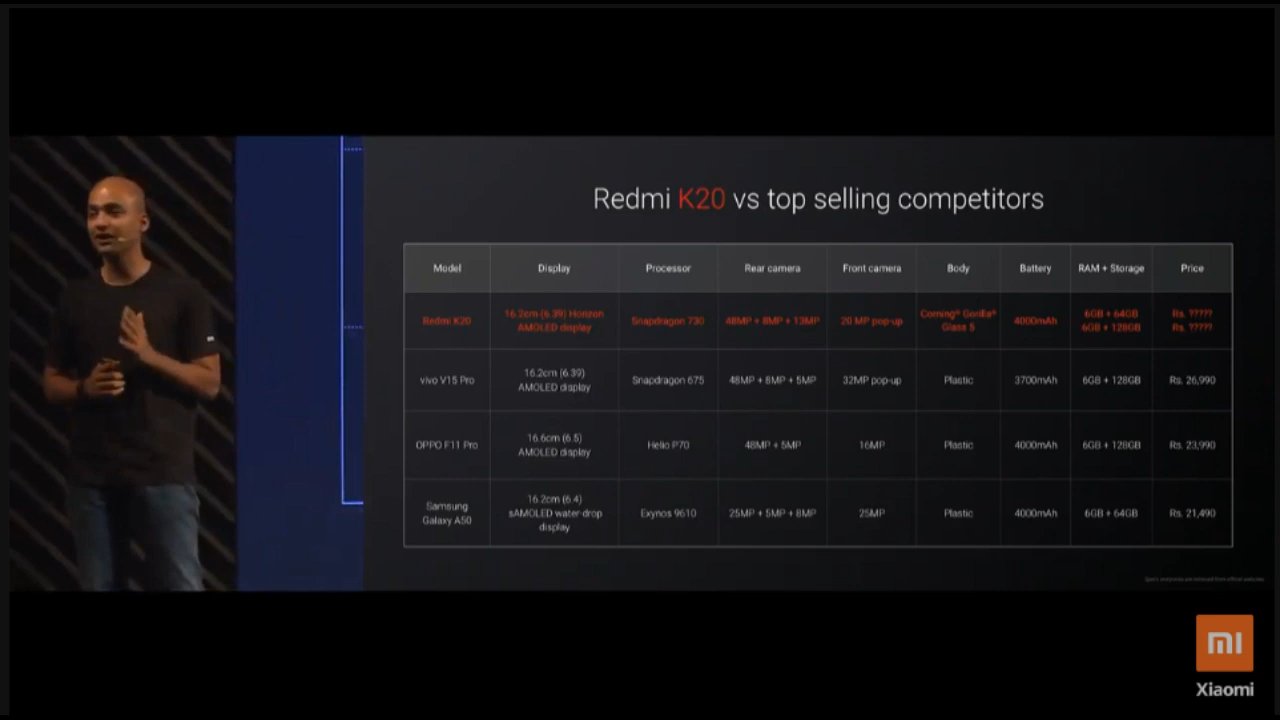 Redmi K20 vs top selling competitors
Model Display Processor Rear camera Front camera Body Battery RAM + Storage Price
Redmi K20 16.2cm (6.39) Horizon AMOLED display Snapdragon 730 48MP + 8MP + 13MP 20 MP pop-up Corning® Gorilla® Glass 5 4000mAh 6GB + 64GB 6GB + 128GB Rs. ????? Rs. ?????
vivo V15 Pro 16.2cm (6.39) AMOLED display Snapdragon 675 48MP + 8MP + 5MP 32MP pop-up Plastic 3700mAh 6GB + 128GB Rs. 26,990
OPPO F11 Pro 16.6cm (6.5) AMOLED display Helio P70 48MP + 5MP 16MP Plastic 4000mAh 6GB + 128GB Rs. 23,990
Samsung Galaxy A50 16.2cm (6.4) sAMOLED water drop display Exynos 9610 25MP + 5MP + 8MP 25MP Plastic 4000mAh 6GB + 64GB Rs. 21,490
mi
Xiaomi